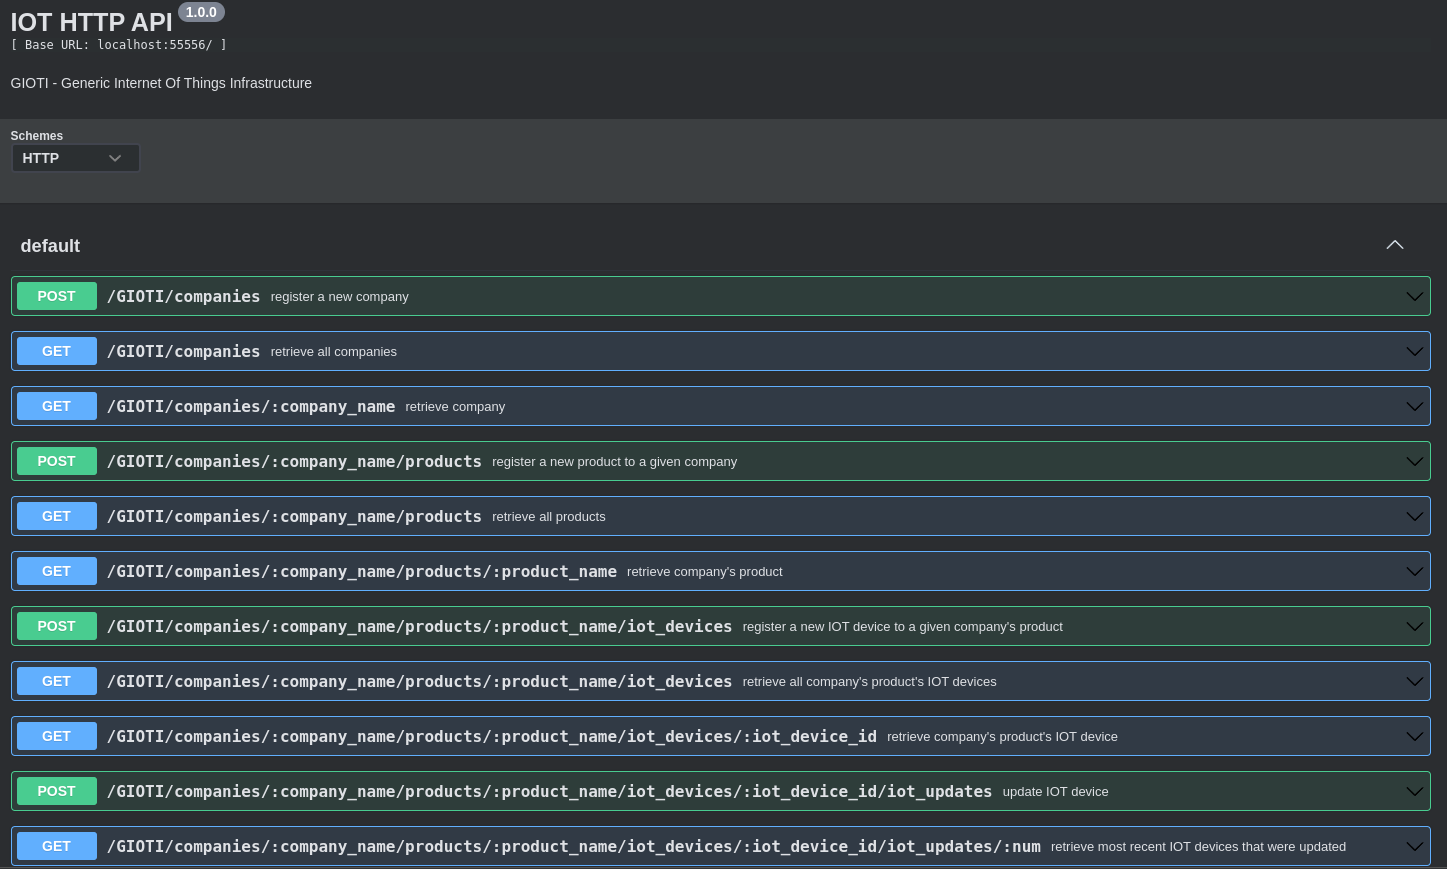 IOT HTTP API 1.0.0
[ Base URL: localhost:55556/ ]
GIOTI - Generic Internet Of Things Infrastructure
Schemes
HTTP
default
POST /GIOTI/companies register a new company
GET /GIOTI/companies retrieve all companies
GET /GIOTI/companies/:company_name retrieve company
POST /GIOTI/companies/:company_name/products register a new product to a given company
GET /GIOTI/companies/:company_name/products retrieve all products
GET /GIOTI/companies/:company_name/products/:product_name retrieve company's product
POST /GIOTI/companies/:company_name/products/:product_name/iot_devices register a new IOT device to a given company's product
GET /GIOTI/companies/:company_name/products/:product_name/iot_devices retrieve all company's product's IOT devices
GET /GIOTI/companies/:company_name/products/:product_name/iot_devices/:iot_device_id retrieve company's product's IOT device
POST /GIOTI/companies/:company_name/products/:product_name/iot_devices/:iot_device_id/iot_updates update IOT device
GET /GIOTI/companies/:company_name/products/:product_name/iot_devices/:iot_device_id/iot_updates/:num retrieve most recent IOT devices that were updated